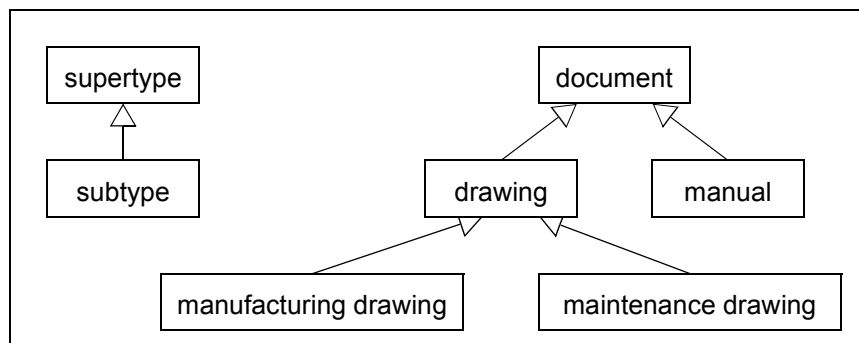 supertype
document
subtype
drawing
manual
manufacturing drawing
maintenance drawing